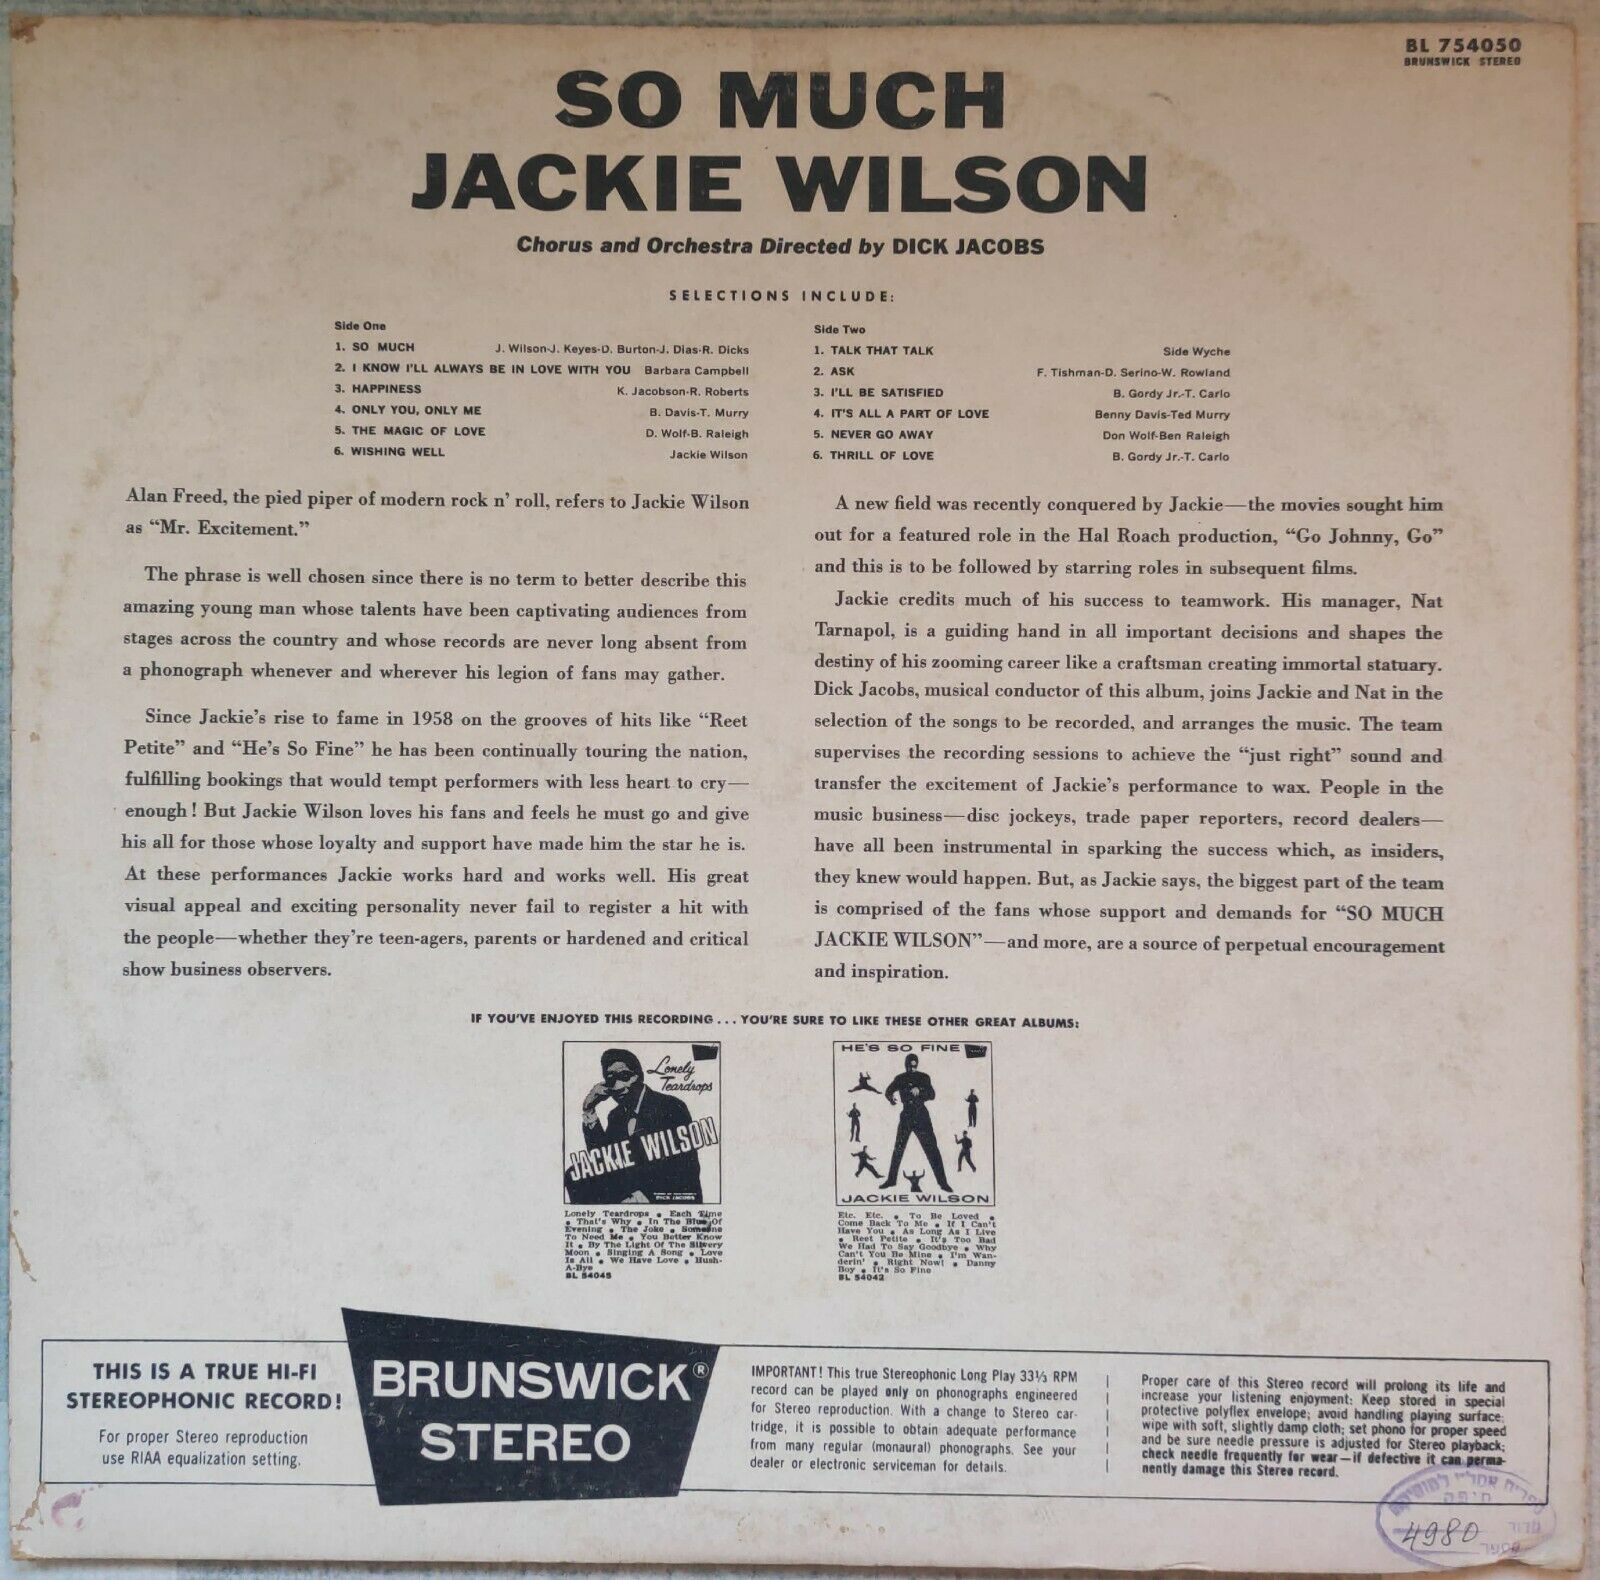 BL 754050
BRUNSWICK STEREO
SO MUCH
JACKIE WILSON
Chorus and Orchestra Directed by DICK JACOBS
SELECTIONS INCLUDE:
Side One
1. SO MUCH J. Wilson-J. Keyes-D. Burton-J. Dias-R. Dicks
2. I KNOW I'LL ALWAYS BE IN LOVE WITH YOU Barbara Campbell
3. HAPPINESS K. Jacobson-R. Roberts
4. ONLY YOU, ONLY ME B. Davis-T. Murry
5. THE MAGIC OF LOVE D. Wolf-B. Raleigh
6. WISHING WELL Jackie Wilson
Side Two
1. TALK THAT TALK Side Wyche
2. ASK F. Tishman-D. Serino-W. Rowland
3. I'LL BE SATISFIED B. Gordy Jr.-T. Carlo
4. IT'S ALL A PART OF LOVE Benny Davis-Ted Murry
5. NEVER GO AWAY Don Wolf-Ben Raleigh
6. THRILL OF LOVE B. Gordy Jr.-T. Carlo
Alan Freed, the pied piper of modern rock n' roll, refers to Jackie Wilson
as "Mr. Excitement."
The phrase is well chosen since there is no term to better describe this
amazing young man whose talents have been captivating audiences from
stages across the country and whose records are never long absent from
a phonograph whenever and wherever his legion of fans may gather.
Since Jackie's rise to fame in 1958 on the grooves of hits like "Reet
Petite" and "He's So Fine" he has been continually touring the nation,
fulfilling bookings that would tempt performers with less heart to cry—
enough! But Jackie Wilson loves his fans and feels he must go and give
his all for those whose loyalty and support have made him the star he is.
At these performances Jackie works hard and works well. His great
visual appeal and exciting personality never fail to register a hit with
the people—whether they're teen-agers, parents or hardened and critical
show business observers.
A new field was recently conquered by Jackie—the movies sought him
out for a featured role in the Hal Roach production, "Go Johnny, Go"
and this is to be followed by starring roles in subsequent films.
Jackie credits much of his success to teamwork. His manager, Nat
Tarnapol, is a guiding hand in all important decisions and shapes the
destiny of his zooming career like a craftsman creating immortal statuary.
Dick Jacobs, musical conductor of this album, joins Jackie and Nat in the
selection of the songs to be recorded, and arranges the music. The team
supervises the recording sessions to achieve the "just right" sound and
transfer the excitement of Jackie's performance to wax. People in the
music business—disc jockeys, trade paper reporters, record dealers—
have all been instrumental in sparking the success which, as insiders,
they knew would happen. But, as Jackie says, the biggest part of the team
is comprised of the fans whose support and demands for "SO MUCH
JACKIE WILSON"—and more, are a source of perpetual encouragement
and inspiration.
IF YOU'VE ENJOYED THIS RECORDING... YOU'RE SURE TO LIKE THESE OTHER GREAT ALBUMS:
Lonely
Teardrops
JACKIE WILSON
DICK JACOBS
Lonely Teardrops • Each Time
• That's Why • In The Blue Of
Evening • The Joke • Someone
To Need Me • You Better Know
It • By The Light Of The Silvery
Moon • Singing A Song • Love
Is All • We Have Love • Hush-
A-Bye
BL 54045
HE'S SO FINE
JACKIE WILSON
Etc. Etc. • To Be Loved •
Come Back To Me • If I Can't
Have You • As Long As I Live
• Reet Petite • It's Too Bad
We Had To Say Goodbye • Why
Can't You Be Mine • I'm Wan-
derin' • Right Now! • Danny
Boy • It's So Fine
BL 54042
THIS IS A TRUE HI-FI
STEREOPHONIC RECORD!
For proper Stereo reproduction
use RIAA equalization setting.
BRUNSWICK®
STEREO
IMPORTANT! This true Stereophonic Long Play 33⅓ RPM
record can be played only on phonographs engineered
for Stereo reproduction. With a change to Stereo car-
tridge, it is possible to obtain adequate performance
from many regular (monaural) phonographs. See your
dealer or electronic serviceman for details.
Proper care of this Stereo record will prolong its life and
increase your listening enjoyment: Keep stored in special
protective polyflex envelope; avoid handling playing surface;
wipe with soft, slightly damp cloth; set phono for proper speed
and be sure needle pressure is adjusted for Stereo playback;
check needle frequently for wear—if defective it can perma-
nently damage this Stereo record.
חיפה
4980